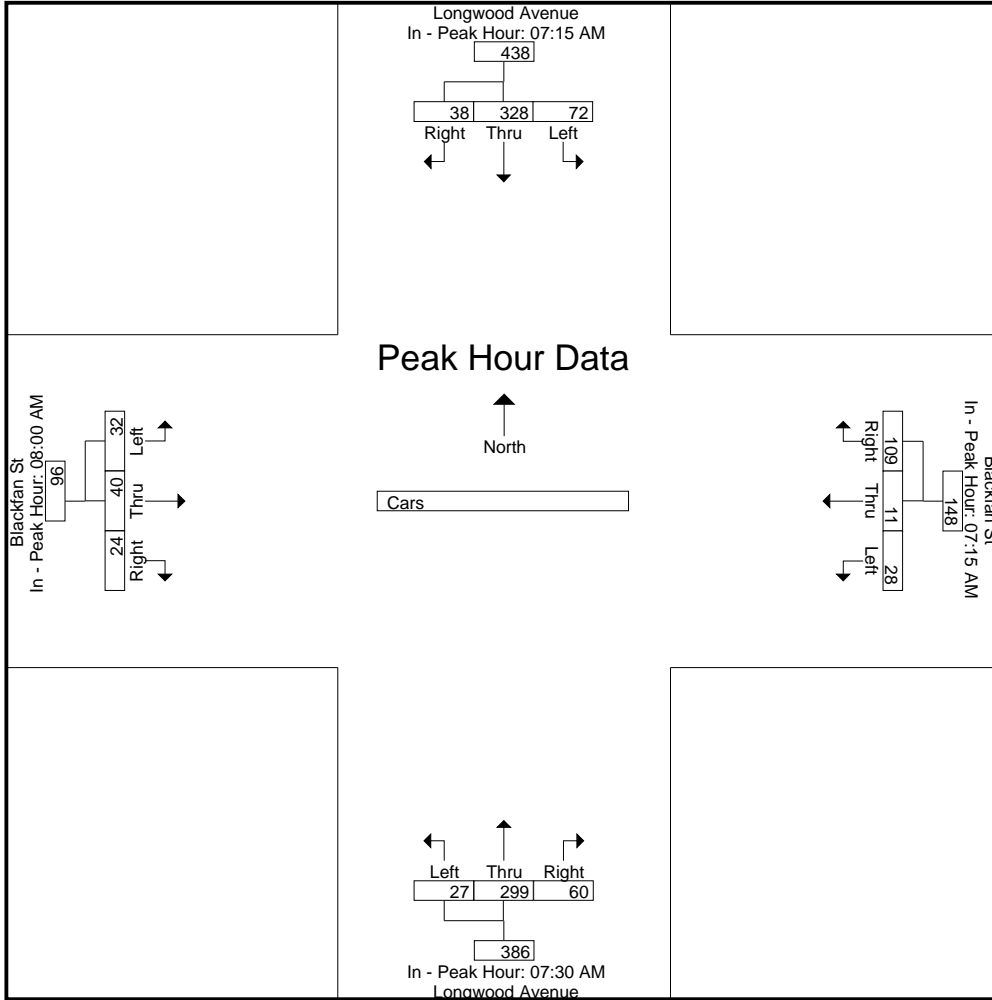 Longwood Avenue
In - Peak Hour: 07:15 AM
438
38 328 72
Right Thru Left
Peak Hour Data
North
Cars
Blackfan St
In - Peak Hour: 08:00 AM
96
32 40 24
Left Thru Right
Blackfan St
In - Peak Hour: 07:15 AM
148
109 11 28
Right Thru Left
Left Thru Right
27 299 60
386
In - Peak Hour: 07:30 AM
Longwood Avenue